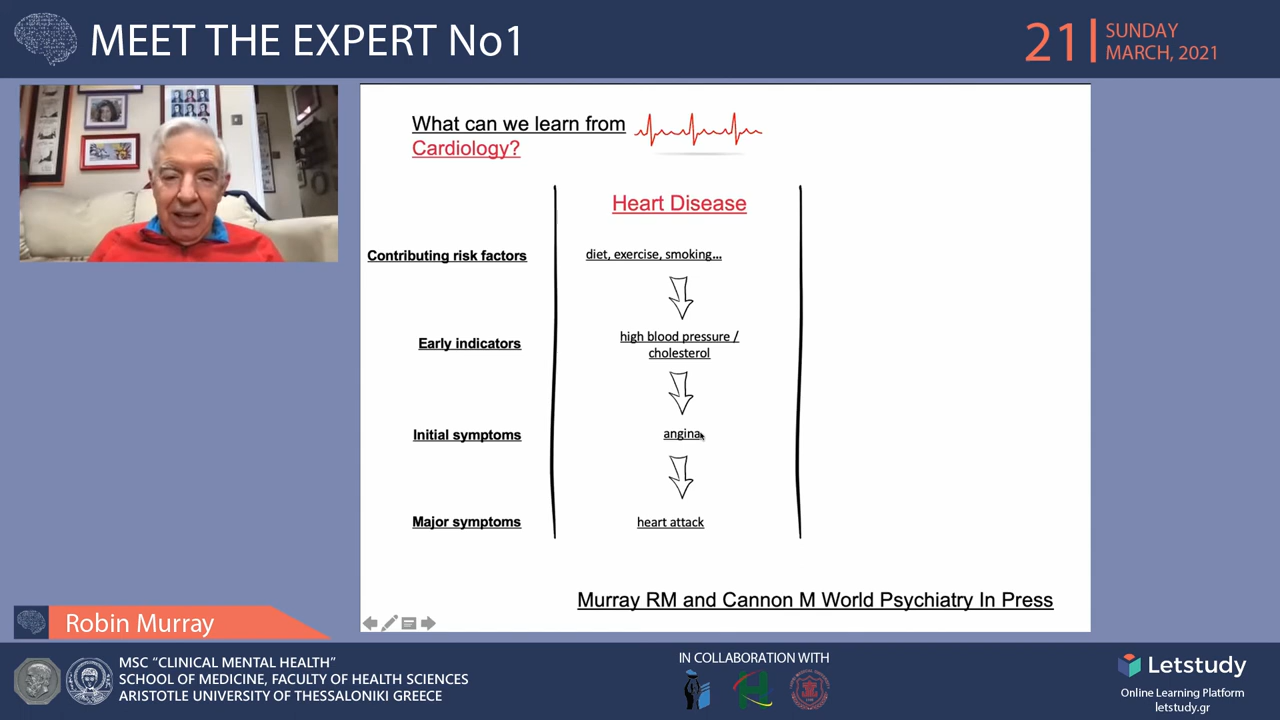 MEET THE EXPERT No1
21
SUNDAY
MARCH, 2021
What can we learn from
Cardiology?
Heart Disease
Contributing risk factors
diet, exercise, smoking...
Early indicators
high blood pressure /
cholesterol
Initial symptoms
angina
Major symptoms
heart attack
Murray RM and Cannon M World Psychiatry In Press
Robin Murray
MSC “CLINICAL MENTAL HEALTH”
SCHOOL OF MEDICINE, FACULTY OF HEALTH SCIENCES
ARISTOTLE UNIVERSITY OF THESSALONIKI GREECE
IN COLLABORATION WITH
Letstudy
Online Learning Platform
letstudy.gr